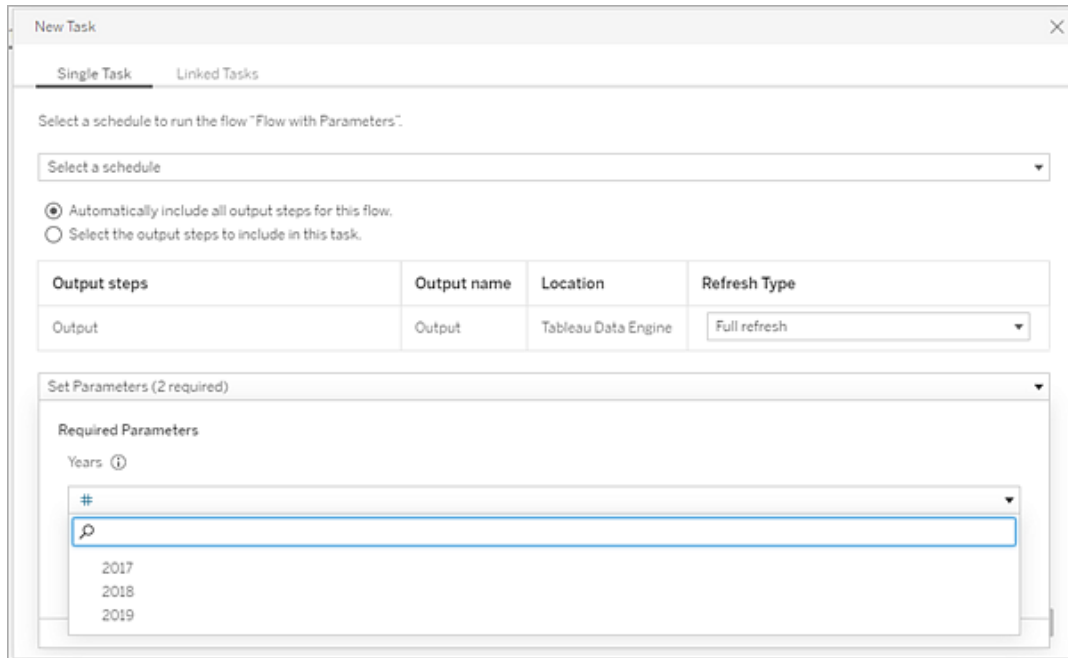 New Task
Single Task Linked Tasks
Select a schedule to run the flow "Flow with Parameters".
Select a schedule
Automatically include all output steps for this flow.
Select the output steps to include in this task.
Output steps Output name Location Refresh Type
Output Output Tableau Data Engine Full refresh
Set Parameters (2 required)
Required Parameters
Years
#
2017
2018
2019